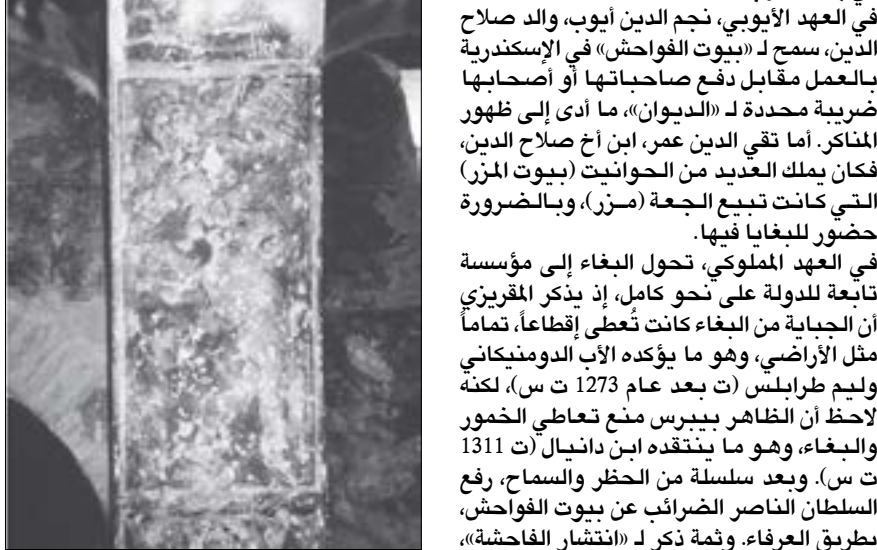 في العهد الأيوبي، نجم الدين أيوب، والد صلاح
الدين، سمح لـ «بيوت الفواحش» في الإسكندرية
بالعمل مقابل دفع صاحباتها أو أصحابها
ضريبة محددة لـ «الديوان»، ما أدى إلى ظهور
المناكر. أما تقي الدين عمر، ابن أخ صلاح الدين،
فكان يملك العديد من الحوانيت (بيوت المزر)
التي كانت تبيع الجعة (مزر)، وبالضرورة
حضور للبغايا فيها.
في العهد المملوكي، تحول البغاء إلى مؤسسة
تابعة للدولة على نحو كامل، إذ يذكر المقريزي
أن الجباية من البغاء كانت تُعطى إقطاعاً، تماماً
مثل الأراضي، وهو ما يؤكده الأب الدومنيكاني
وليم طرابلس (ت بعد عام 1273 ت س)، لكنه
لاحظ أن الظاهر بيبرس منع تعاطي الخمور
والبغاء، وهو ما ينتقده ابن دانيال (ت 1311
ت س). وبعد سلسلة من الحظر والسماح، رفع
السلطان الناصر الضرائب عن بيوت الفواحش،
بطريق العرفاء. وثمة ذكر لـ «انتشار الفاحشة»،